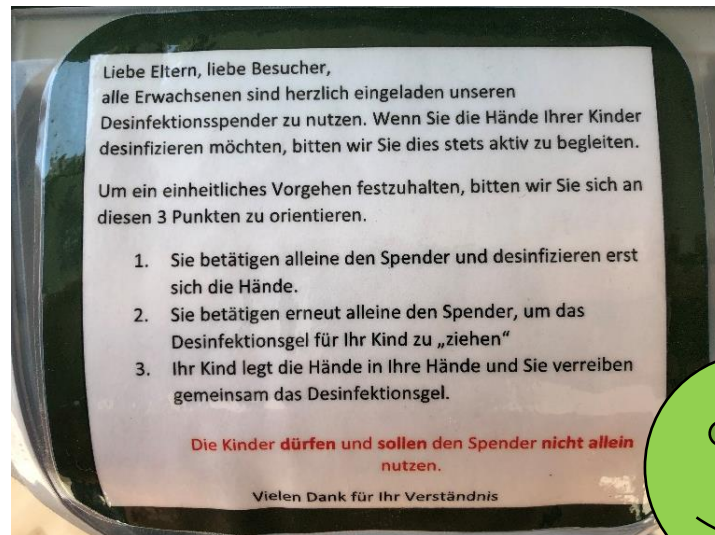 Liebe Eltern, liebe Besucher,
alle Erwachsenen sind herzlich eingeladen unseren
Desinfektionsspender zu nutzen. Wenn Sie die Hände Ihrer Kinder
desinfizieren möchten, bitten wir Sie dies stets aktiv zu begleiten.
Um ein einheitliches Vorgehen festzuhalten, bitten wir Sie sich an
diesen 3 Punkten zu orientieren.
1. Sie betätigen alleine den Spender und desinfizieren erst
sich die Hände.
2. Sie betätigen erneut alleine den Spender, um das
Desinfektionsgel für Ihr Kind zu „ziehen“
3. Ihr Kind legt die Hände in Ihre Hände und Sie verreiben
gemeinsam das Desinfektionsgel.
Die Kinder dürfen und sollen den Spender nicht allein
nutzen.
Vielen Dank für Ihr Verständnis